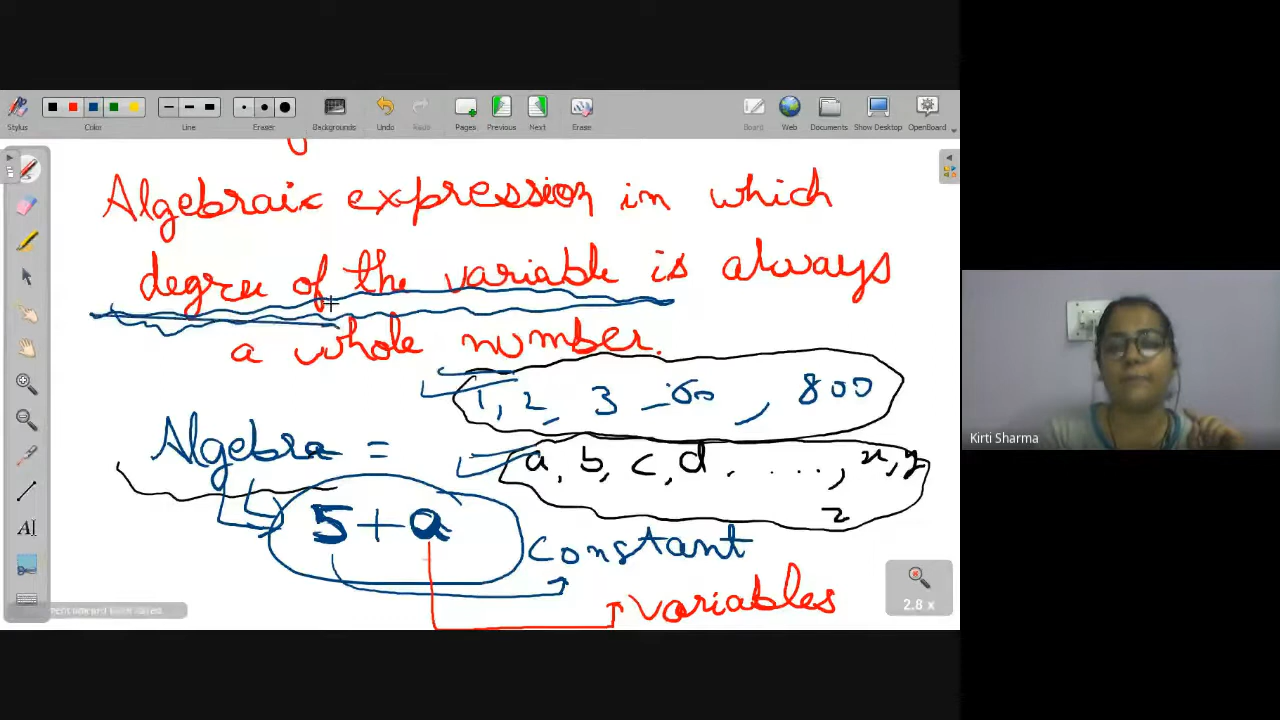 Stylus
Color
Line
Eraser
Backgrounds
Undo
Redo
Pages
Previous
Next
Erase
Board
Web
Documents
Show Desktop
OpenBoard
Algebraic expression in which
degree of the variable is always
a whole number.
1, 2, 3 , 800
Algebra =
a, b, c, d . . . . . , x, y
z
5 + a
Constant
variables
2.8 x
Kirti Sharma